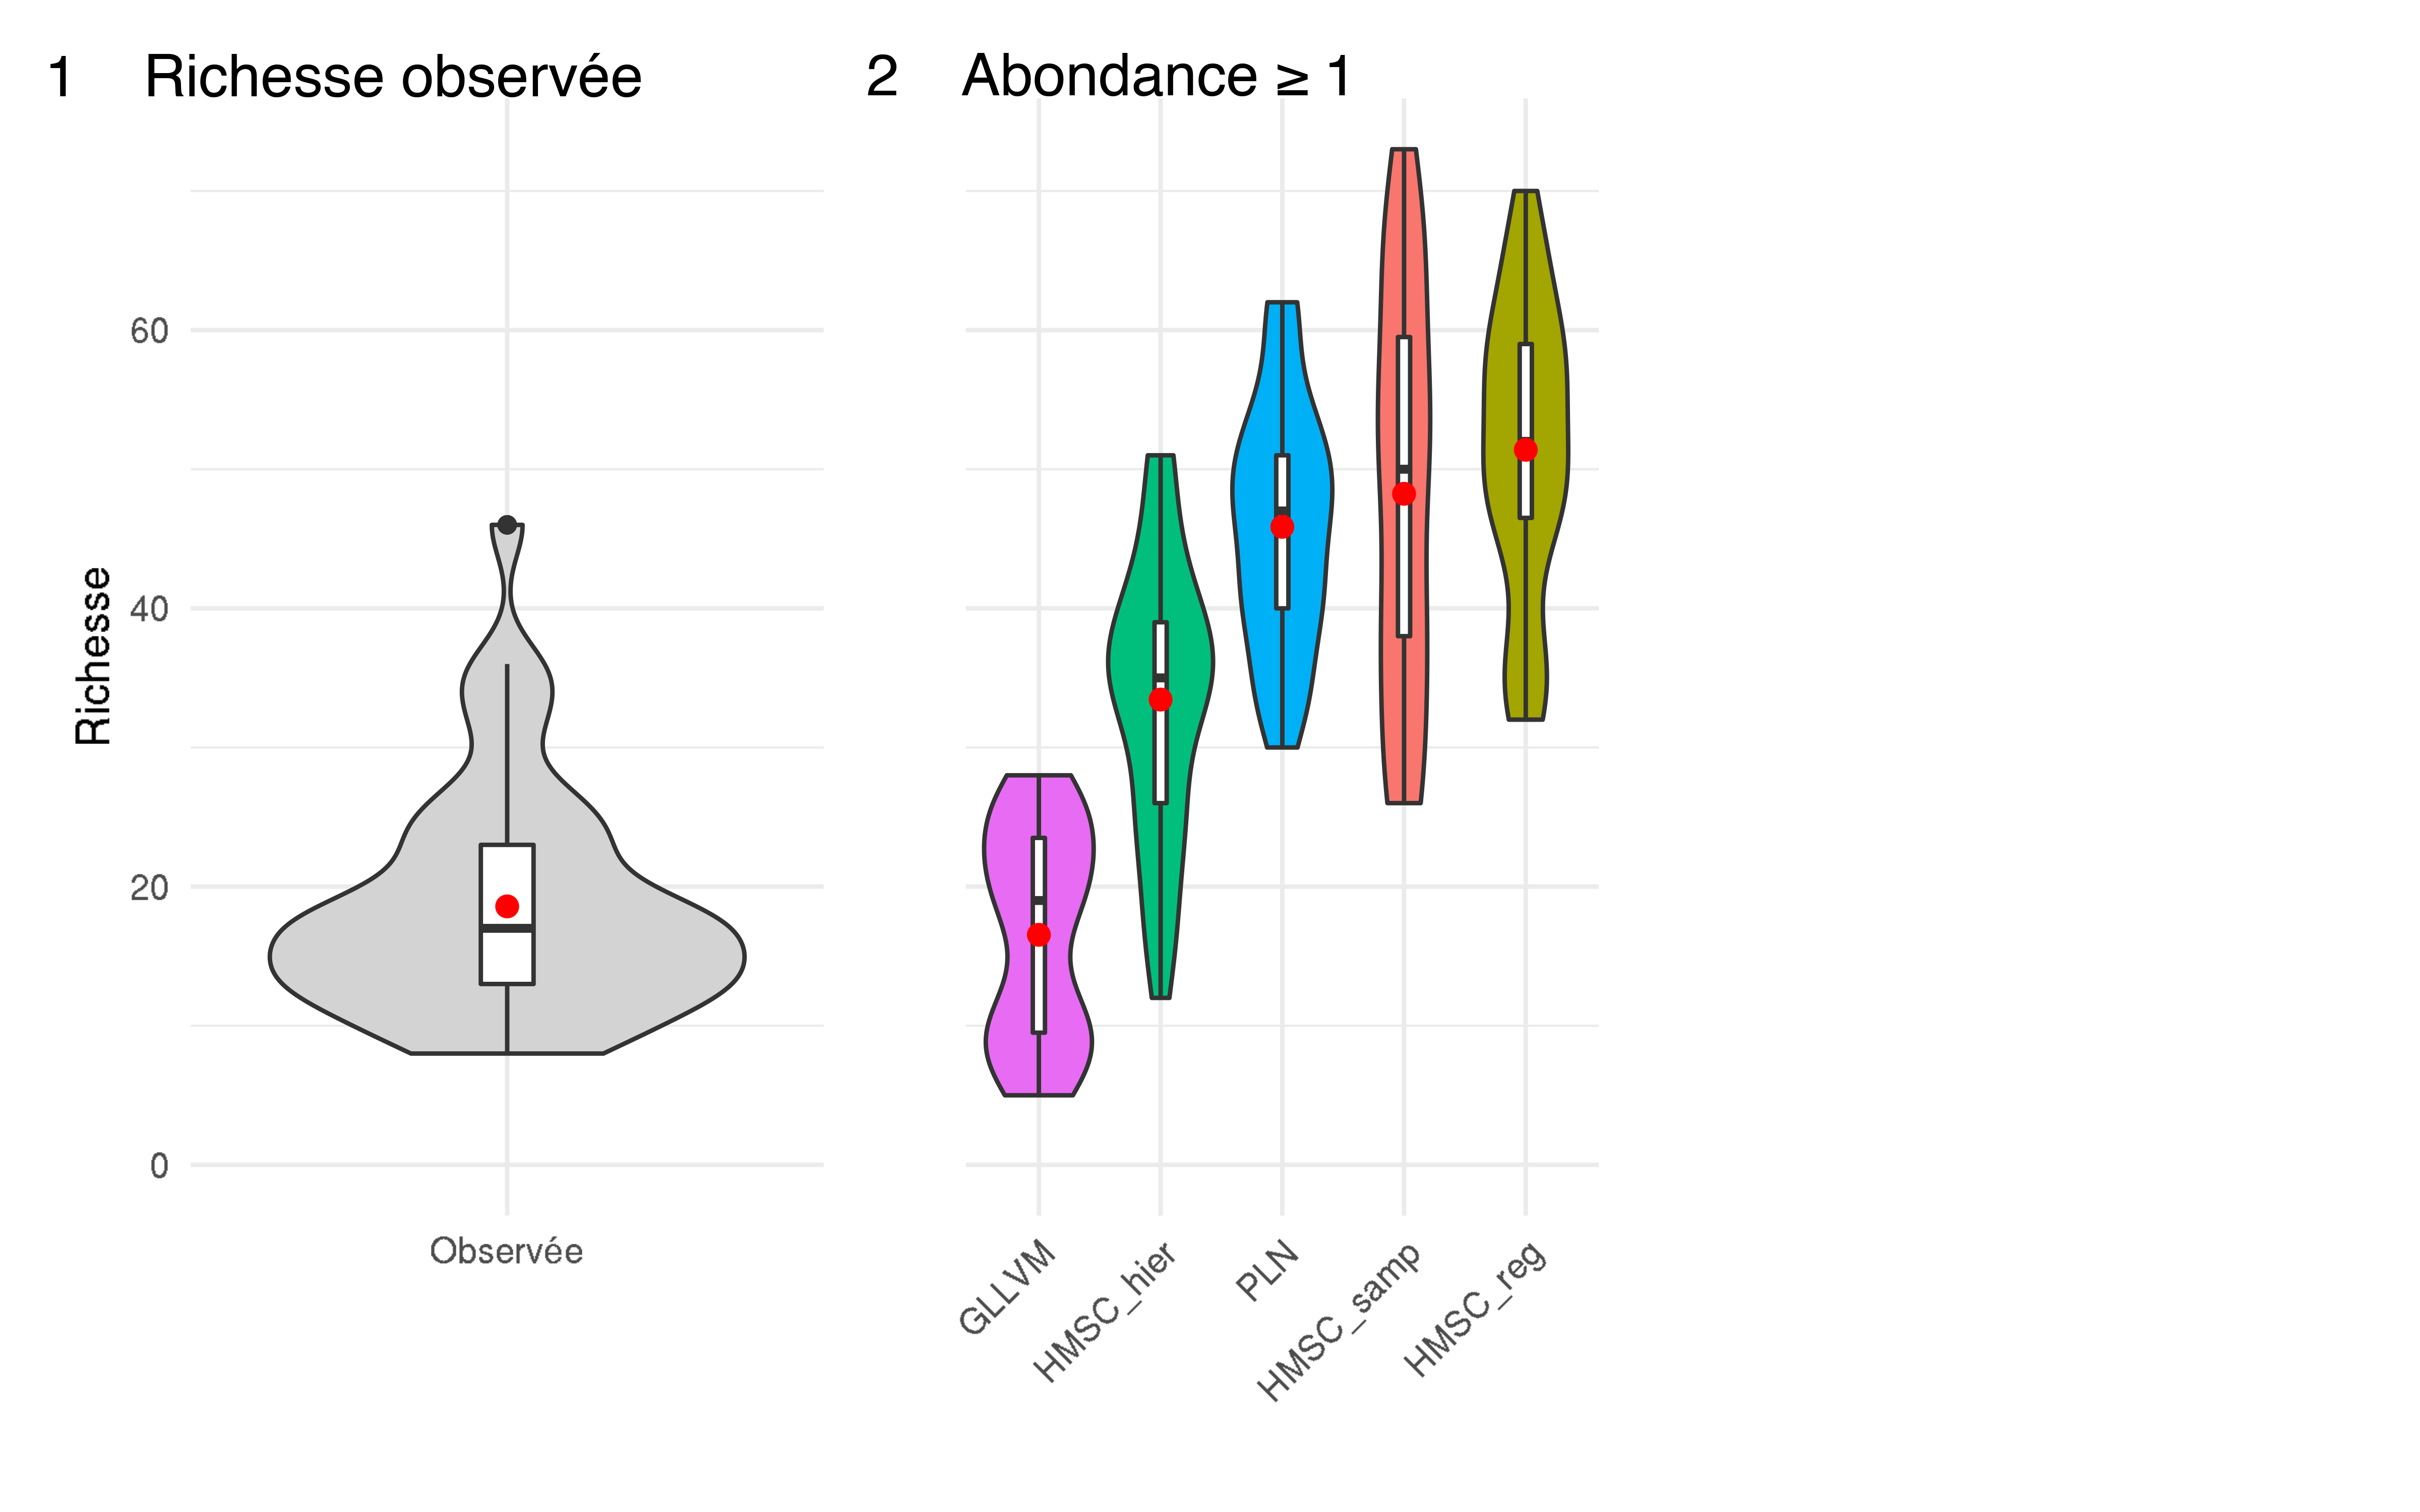 1 Richesse observée
2 Abondance ≥ 1
Richesse
60
40
20
0
Observée
GLLVM
HMSC_hier
PLN
HMSC_samp
HMSC_reg